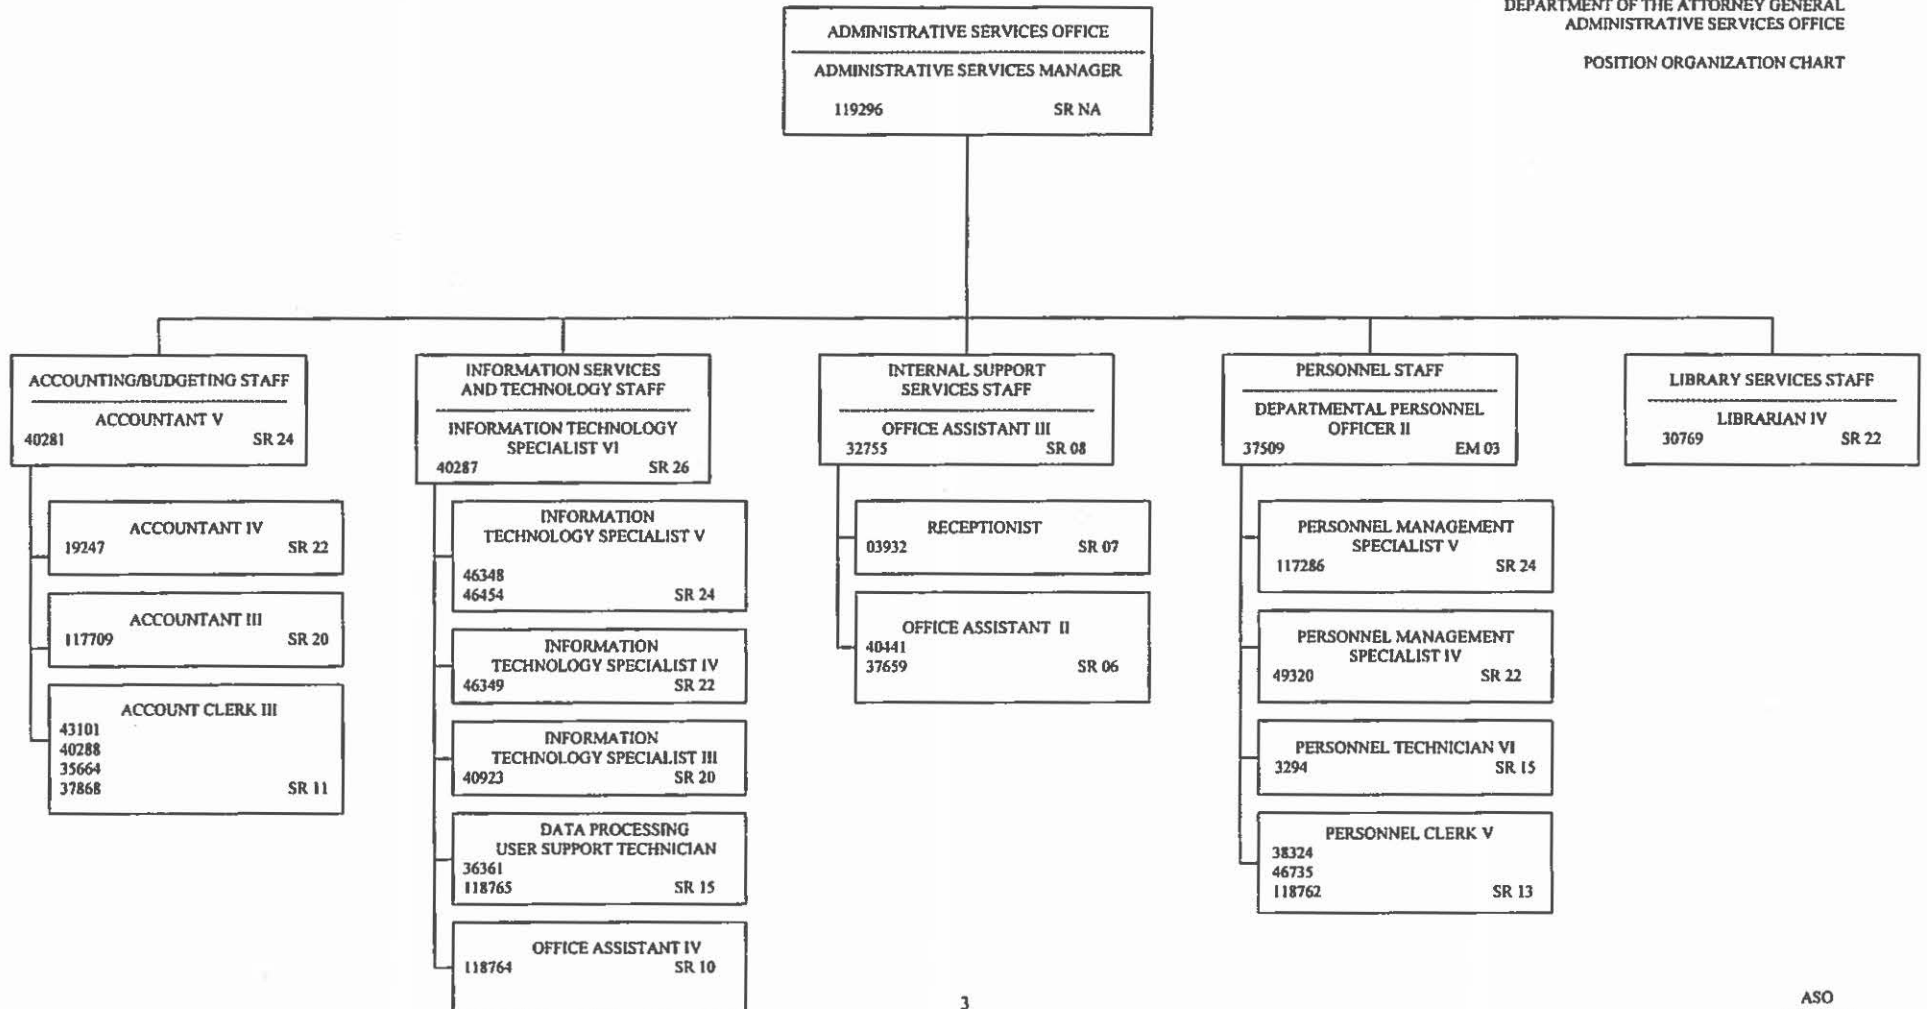 DEPARTMENT OF THE ATTORNEY GENERAL
ADMINISTRATIVE SERVICES OFFICE
POSITION ORGANIZATION CHART
ADMINISTRATIVE SERVICES OFFICE
ADMINISTRATIVE SERVICES MANAGER
119296 SR NA
ACCOUNTING/BUDGETING STAFF
ACCOUNTANT V
40281 SR 24
ACCOUNTANT IV
19247 SR 22
ACCOUNTANT III
117709 SR 20
ACCOUNT CLERK III
43101
40288
35664
37868 SR 11
INFORMATION SERVICES
AND TECHNOLOGY STAFF
INFORMATION TECHNOLOGY
SPECIALIST VI
40287 SR 26
INFORMATION
TECHNOLOGY SPECIALIST V
46348
46454 SR 24
INFORMATION
TECHNOLOGY SPECIALIST IV
46349 SR 22
INFORMATION
TECHNOLOGY SPECIALIST III
40923 SR 20
DATA PROCESSING
USER SUPPORT TECHNICIAN
36361
118765 SR 15
OFFICE ASSISTANT IV
118764 SR 10
INTERNAL SUPPORT
SERVICES STAFF
OFFICE ASSISTANT III
32755 SR 08
RECEPTIONIST
03932 SR 07
OFFICE ASSISTANT II
40441
37659 SR 06
PERSONNEL STAFF
DEPARTMENTAL PERSONNEL
OFFICER II
37509 EM 03
PERSONNEL MANAGEMENT
SPECIALIST V
117286 SR 24
PERSONNEL MANAGEMENT
SPECIALIST IV
49320 SR 22
PERSONNEL TECHNICIAN VI
3294 SR 15
PERSONNEL CLERK V
38324
46735
118762 SR 13
LIBRARY SERVICES STAFF
LIBRARIAN IV
30769 SR 22
3
ASO